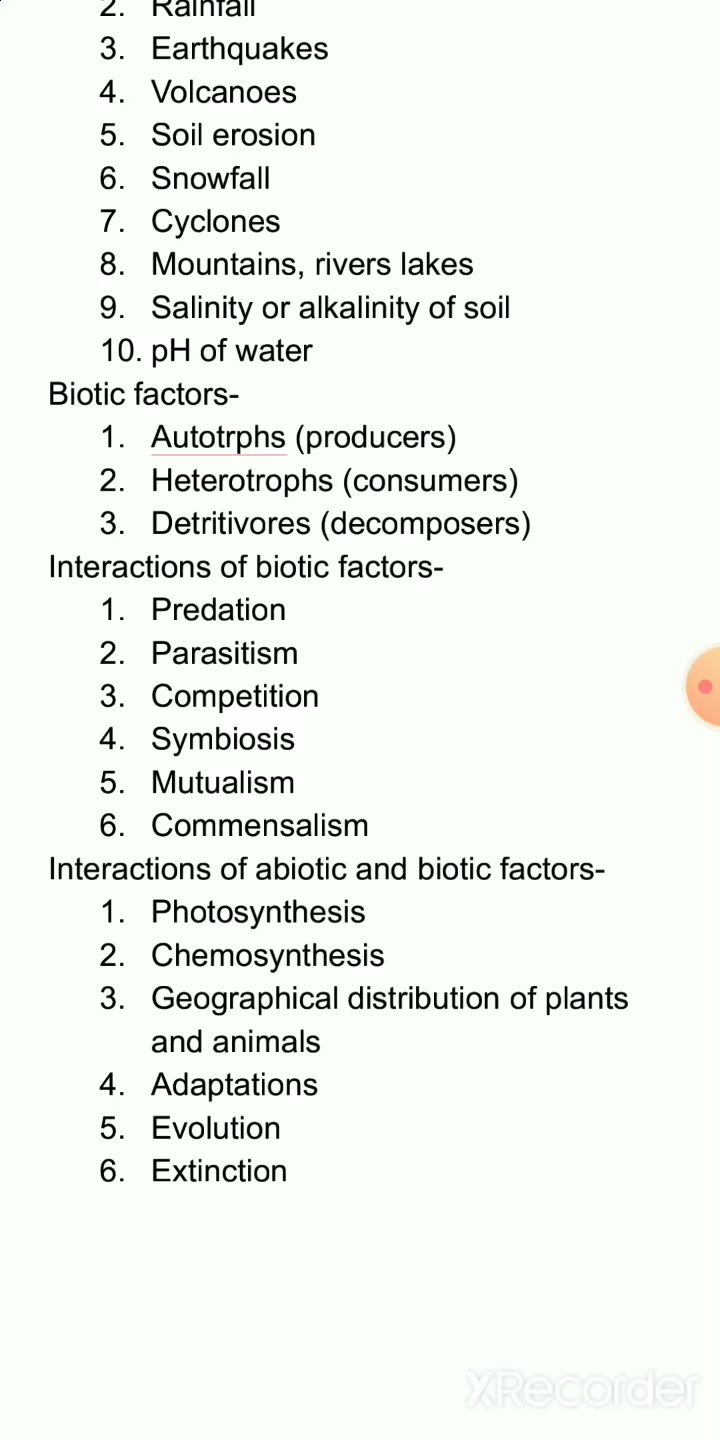 2. Rainfall
3. Earthquakes
4. Volcanoes
5. Soil erosion
6. Snowfall
7. Cyclones
8. Mountains, rivers lakes
9. Salinity or alkalinity of soil
10. pH of water
Biotic factors-
1. Autotrphs (producers)
2. Heterotrophs (consumers)
3. Detritivores (decomposers)
Interactions of biotic factors-
1. Predation
2. Parasitism
3. Competition
4. Symbiosis
5. Mutualism
6. Commensalism
Interactions of abiotic and biotic factors-
1. Photosynthesis
2. Chemosynthesis
3. Geographical distribution of plants
and animals
4. Adaptations
5. Evolution
6. Extinction
XRecorder